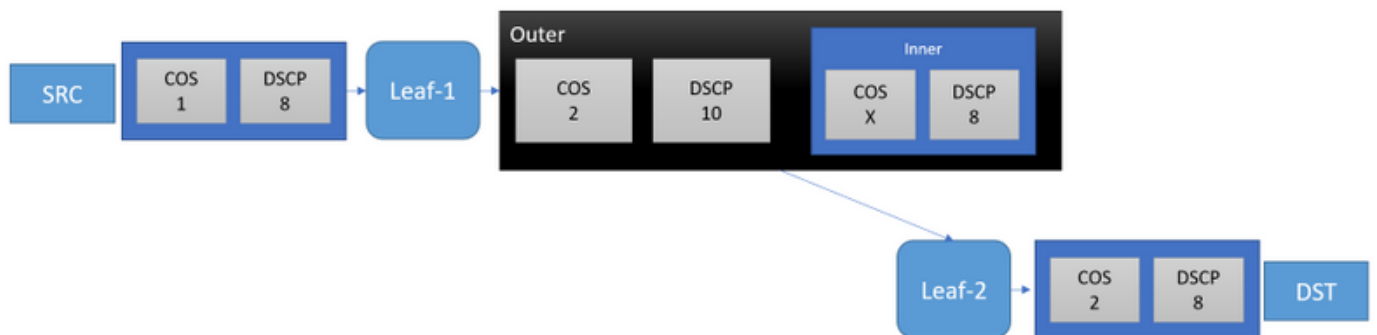 SRC
COS
1
DSCP
8
Leaf-1
Outer
COS
2
DSCP
10
Inner
COS
X
DSCP
8
Leaf-2
COS
2
DSCP
8
DST